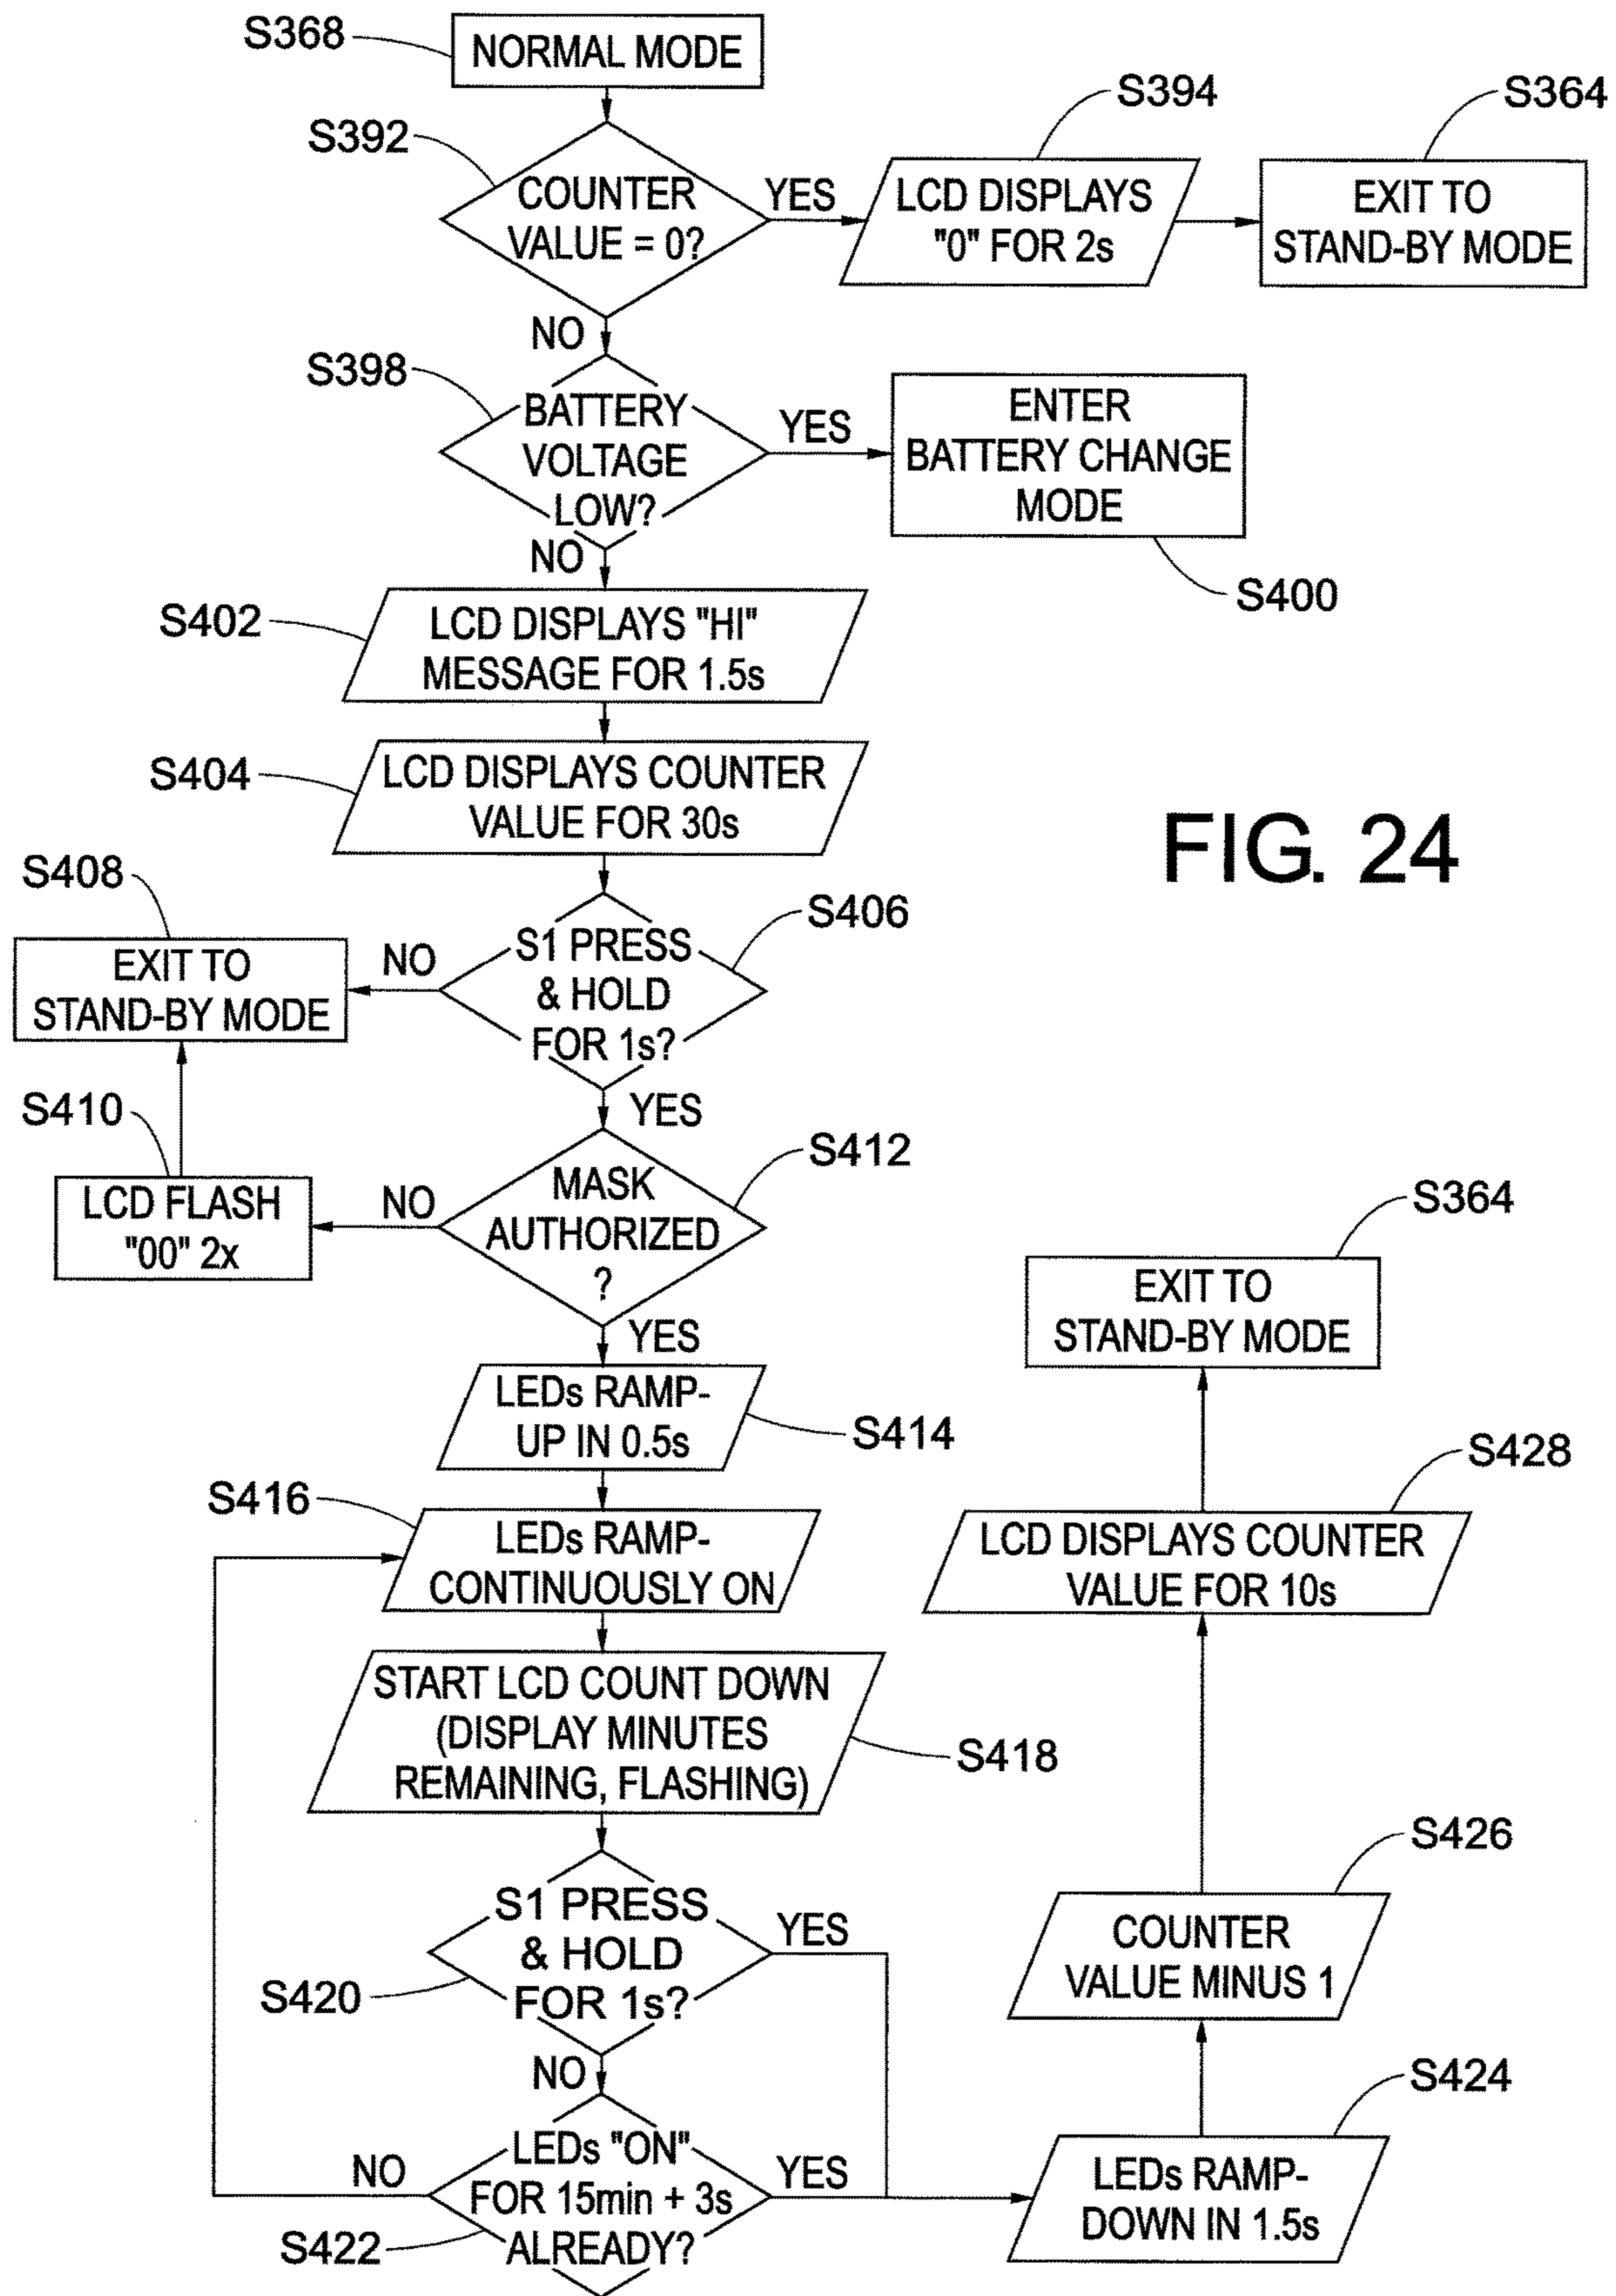 S368
NORMAL MODE
S392
COUNTER
VALUE = 0?
YES
S394
LCD DISPLAYS
"0" FOR 2s
S364
EXIT TO
STAND-BY MODE
NO
S398
BATTERY
VOLTAGE
LOW?
YES
ENTER
BATTERY CHANGE
MODE
S400
NO
S402
LCD DISPLAYS "HI"
MESSAGE FOR 1.5s
S404
LCD DISPLAYS COUNTER
VALUE FOR 30s
FIG. 24
S408
EXIT TO
STAND-BY MODE
NO
S406
S1 PRESS
& HOLD
FOR 1s?
YES
S410
LCD FLASH
"00" 2x
NO
S412
MASK
AUTHORIZED
?
YES
LEDs RAMP-
UP IN 0.5s
S414
S416
LEDs RAMP-
CONTINUOUSLY ON
START LCD COUNT DOWN
(DISPLAY MINUTES
REMAINING, FLASHING)
S418
S1 PRESS
& HOLD
FOR 1s?
S420
YES
NO
LEDs "ON"
FOR 15min + 3s
ALREADY?
S422
NO
YES
S424
LEDs RAMP-
DOWN IN 1.5s
S426
COUNTER
VALUE MINUS 1
S428
LCD DISPLAYS COUNTER
VALUE FOR 10s
S364
EXIT TO
STAND-BY MODE